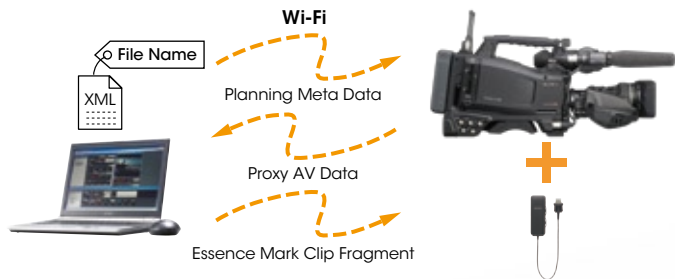 Wi-Fi
File Name
XML
Planning Meta Data
Proxy AV Data
Essence Mark Clip Fragment